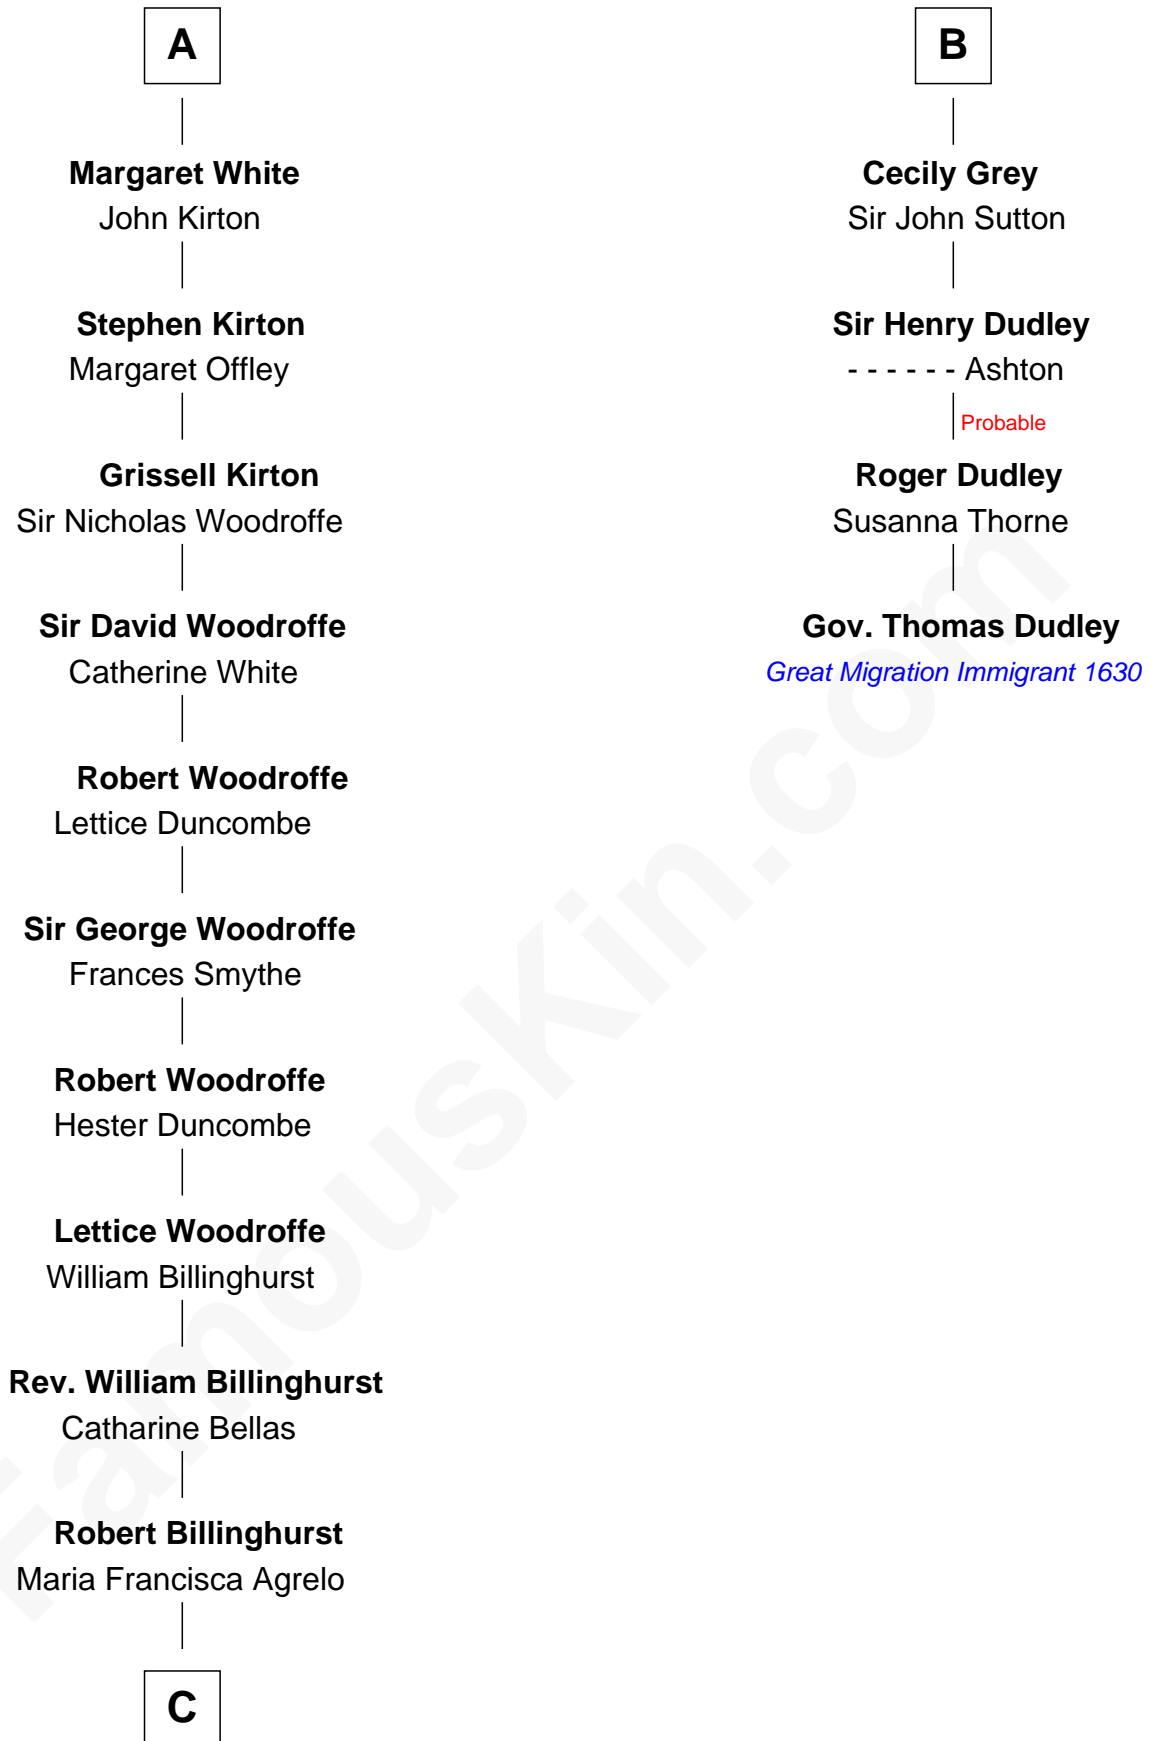 A
Margaret White
John Kirton
Stephen Kirton
Margaret Offley
Grissell Kirton
Sir Nicholas Woodroffe
Sir David Woodroffe
Catherine White
Robert Woodroffe
Lettice Duncombe
Sir George Woodroffe
Frances Smythe
Robert Woodroffe
Hester Duncombe
Lettice Woodroffe
William Billinghurst
Rev. William Billinghurst
Catharine Bellas
Robert Billinghurst
Maria Francisca Agrelo
C
B
Cecily Grey
Sir John Sutton
Sir Henry Dudley
- - - - - - Ashton
Probable
Roger Dudley
Susanna Thorne
Gov. Thomas Dudley
Great Migration Immigrant 1630
FamousKin.com